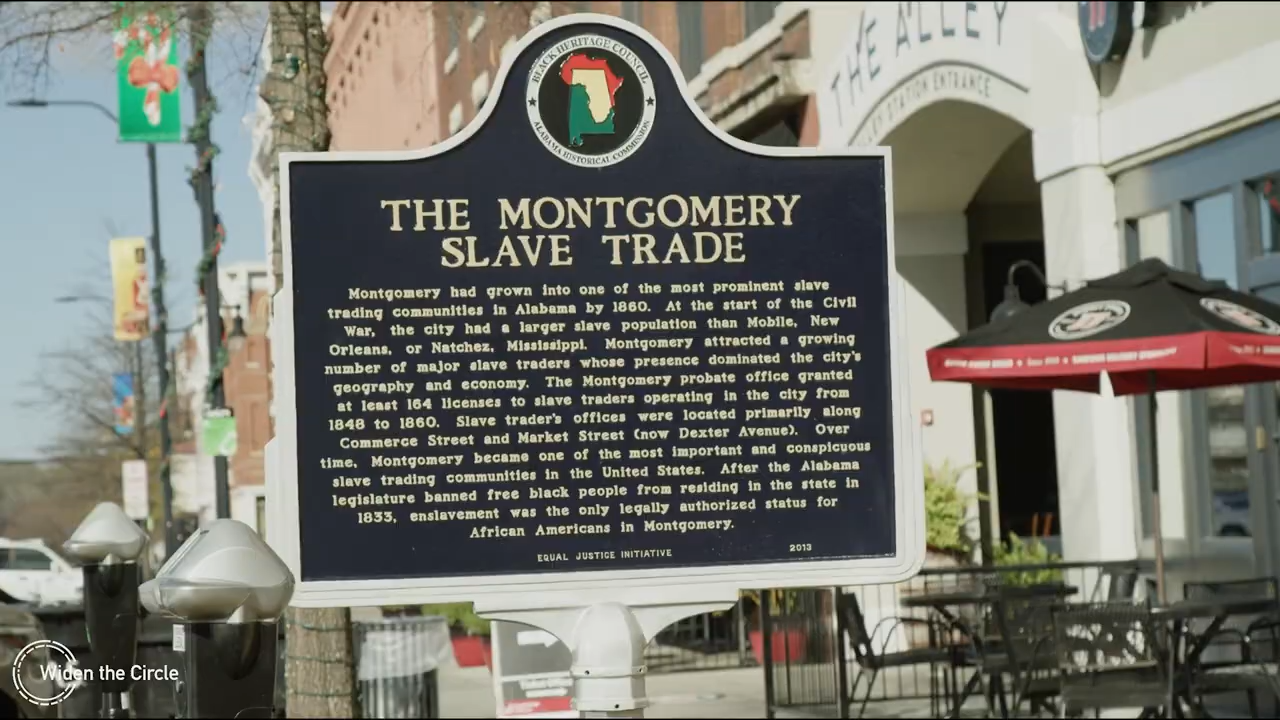 BLACK HERITAGE COUNCIL
ALABAMA HISTORICAL COMMISSION
THE MONTGOMERY
SLAVE TRADE
Montgomery had grown into one of the most prominent slave
trading communities in Alabama by 1860. At the start of the Civil
War, the city had a larger slave population than Mobile, New
Orleans, or Natchez, Mississippi. Montgomery attracted a growing
number of major slave traders whose presence dominated the city's
geography and economy. The Montgomery probate office granted
at least 164 licenses to slave traders operating in the city from
1848 to 1860. Slave trader's offices were located primarily along
Commerce Street and Market Street (now Dexter Avenue). Over
time, Montgomery became one of the most important and conspicuous
slave trading communities in the United States. After the Alabama
legislature banned free black people from residing in the state in
1833, enslavement was the only legally authorized status for
African Americans in Montgomery.
EQUAL JUSTICE INITIATIVE 2013
THE ALLEY
STATION ENTRANCE
Widen the Circle